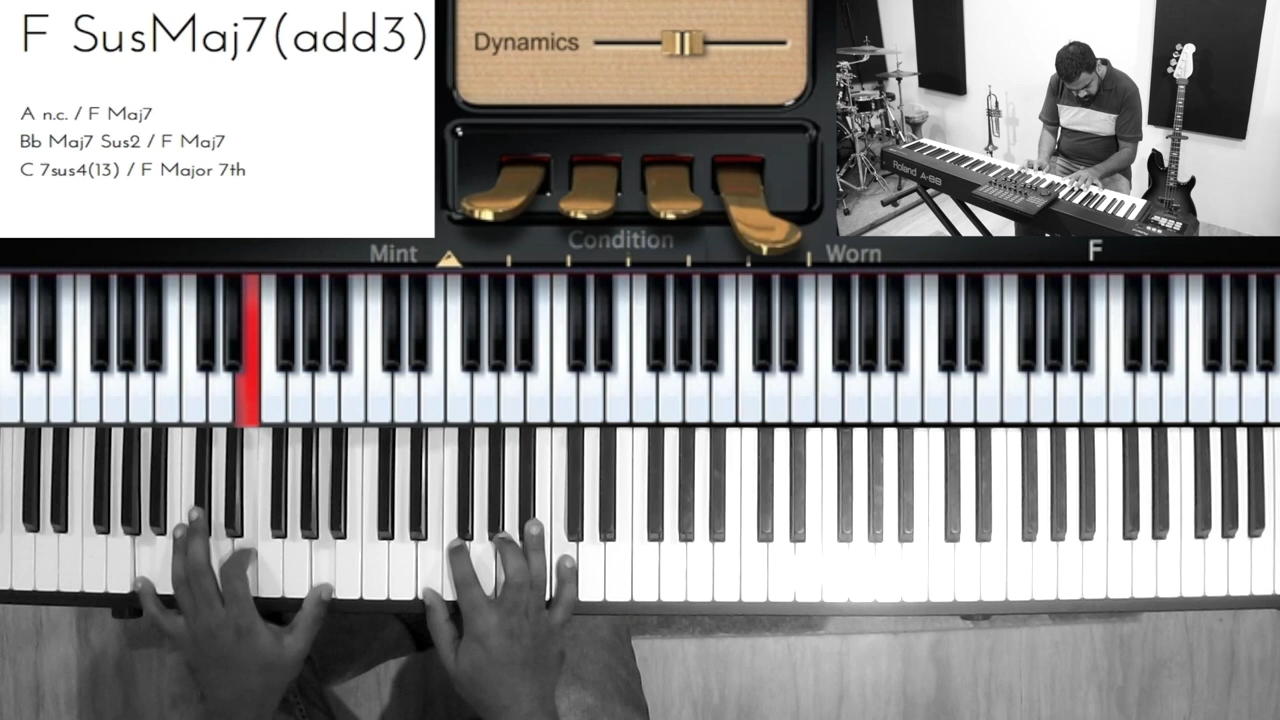 F SusMaj7(add3)
A n.c. / F Maj7
Bb Maj7 Sus2 / F Maj7
C 7sus4(13) / F Major 7th
Dynamics
Roland A-88
Mint
Condition
Worn
F